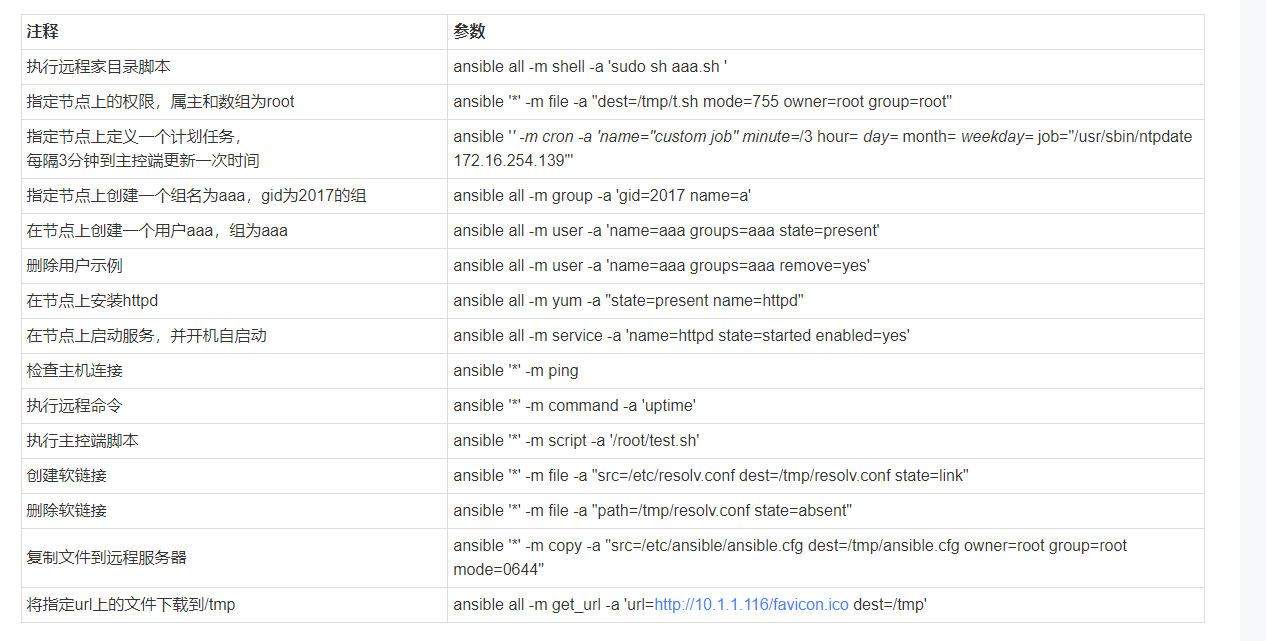 注释
参数
执行远程家目录脚本
ansible all -m shell -a 'sudo sh aaa.sh '
指定节点上的权限，属主和数组为root
ansible '*' -m file -a "dest=/tmp/t.sh mode=755 owner=root group=root"
指定节点上定义一个计划任务，
每隔3分钟到主控端更新一次时间
ansible '' -m cron -a 'name="custom job" minute=/3 hour= day= month= weekday= job="/usr/sbin/ntpdate
172.16.254.139"'
指定节点上创建一个组名为aaa，gid为2017的组
ansible all -m group -a 'gid=2017 name=a'
在节点上创建一个用户aaa，组为aaa
ansible all -m user -a 'name=aaa groups=aaa state=present'
删除用户示例
ansible all -m user -a 'name=aaa groups=aaa remove=yes'
在节点上安装httpd
ansible all -m yum -a "state=present name=httpd"
在节点上启动服务，并开机自启动
ansible all -m service -a 'name=httpd state=started enabled=yes'
检查主机连接
ansible '*' -m ping
执行远程命令
ansible '*' -m command -a 'uptime'
执行主控端脚本
ansible '*' -m script -a '/root/test.sh'
创建软链接
ansible '*' -m file -a "src=/etc/resolv.conf dest=/tmp/resolv.conf state=link"
删除软链接
ansible '*' -m file -a "path=/tmp/resolv.conf state=absent"
复制文件到远程服务器
ansible '*' -m copy -a "src=/etc/ansible/ansible.cfg dest=/tmp/ansible.cfg owner=root group=root
mode=0644"
将指定url上的文件下载到/tmp
ansible all -m get_url -a 'url=http://10.1.1.116/favicon.ico dest=/tmp'